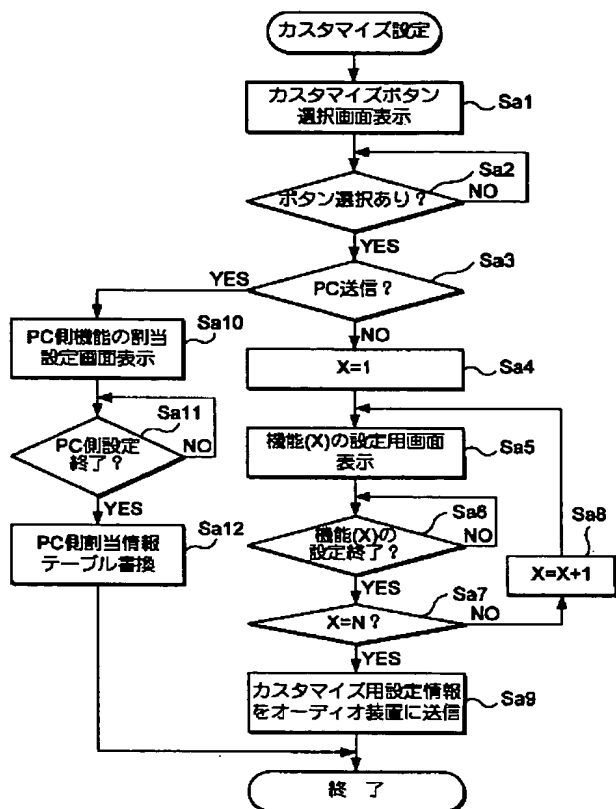 カスタマイズ設定
カスタマイズボタン
選択画面表示
Sa1
ボタン選択あり？
Sa2
NO
YES
PC送信？
Sa3
YES
NO
PC側機能の割当
設定画面表示
Sa10
X=1
Sa4
PC側設定
終了？
Sa11
NO
YES
機能(X)の設定用画面
表示
Sa5
PC側割当情報
テーブル書換
Sa12
機能(X)の
設定終了？
Sa6
NO
YES
X=X+1
Sa8
X=N？
Sa7
NO
YES
カスタマイズ用設定情報
をオーディオ装置に送信
Sa9
終 了